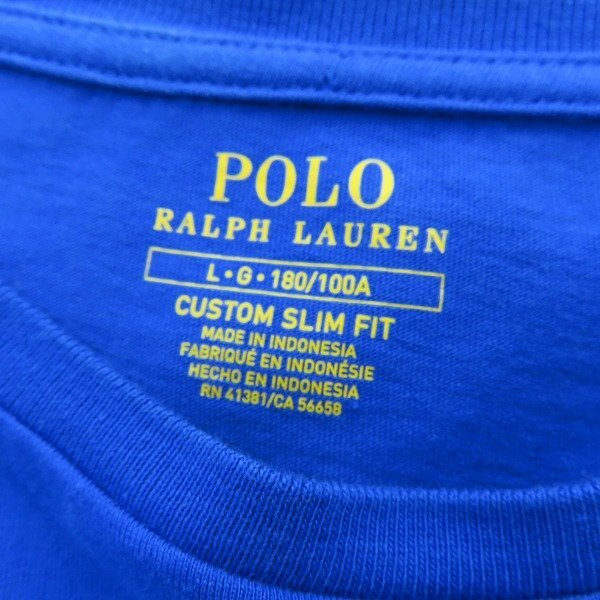 POLO
RALPH LAUREN
L•G•180/100A
CUSTOM SLIM FIT
MADE IN INDONESIA
FABRIQUÉ EN INDONÉSIE
HECHO EN INDONESIA
RN 41381/CA 56658